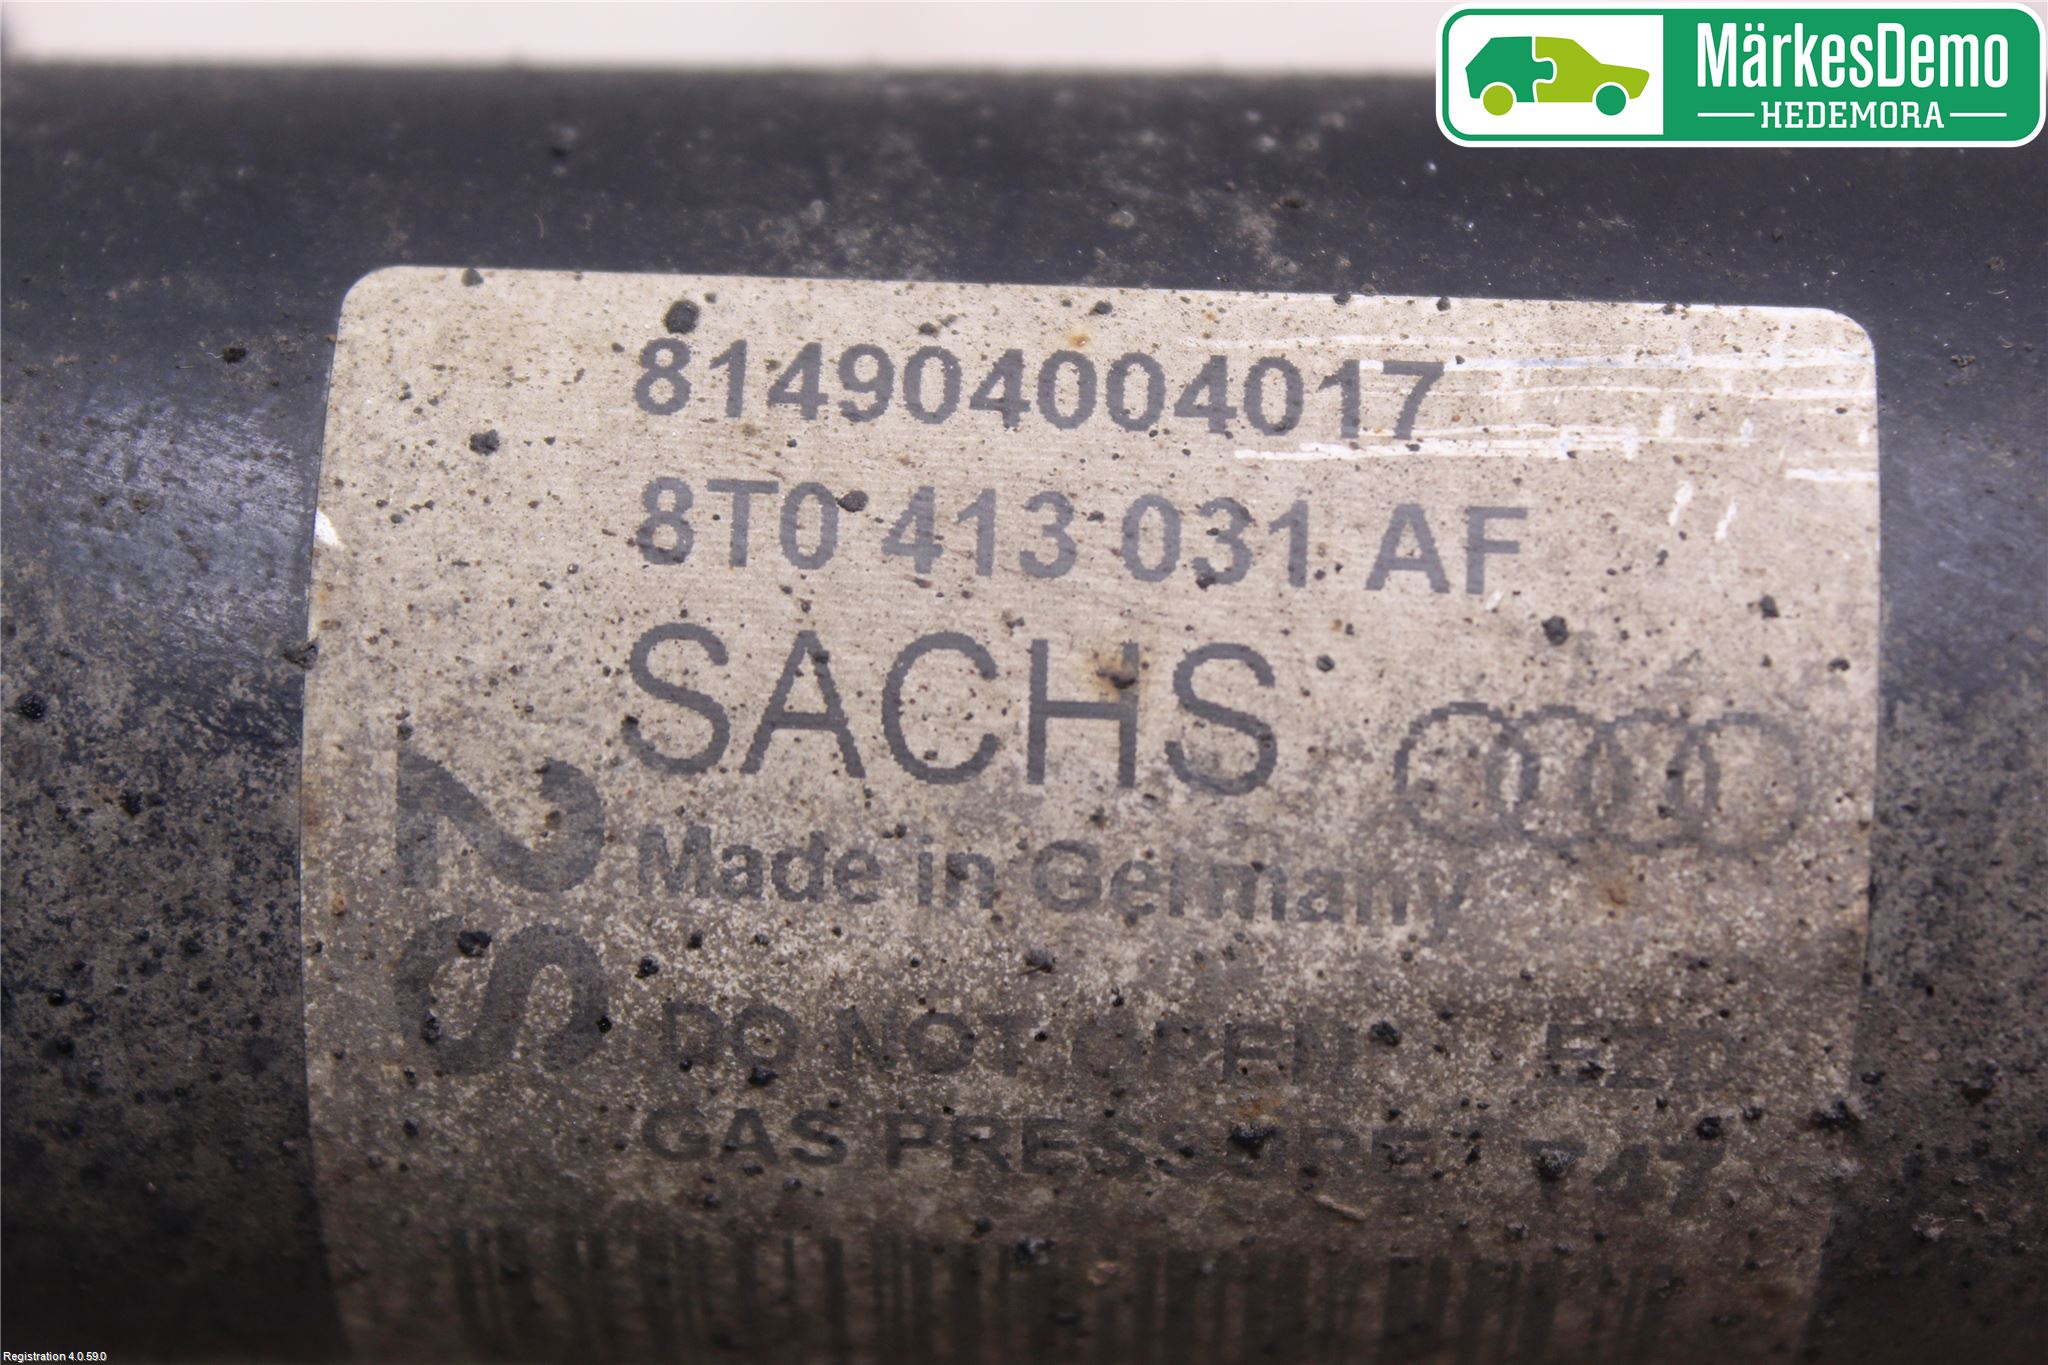 MärkesDemo
HEDEMORA
814904004017
8T0 413 031 AF
SACHS
Made in Germany
S2
DO NOT
GAS PRESSURE
Registration 4.0.59.0